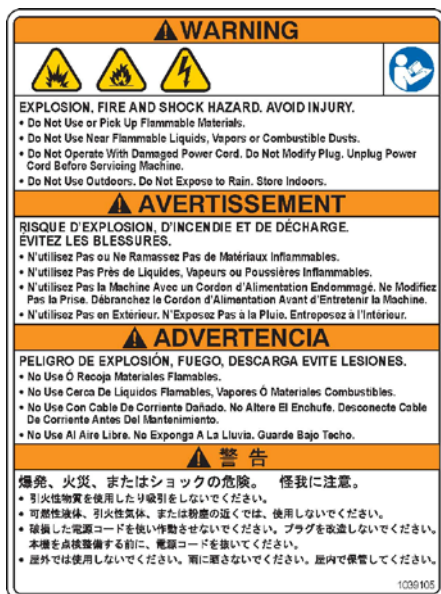 WARNING
EXPLOSION, FIRE AND SHOCK HAZARD. AVOID INJURY.
• Do Not Use or Pick Up Flammable Materials.
• Do Not Use Near Flammable Liquids, Vapors or Combustible Dusts.
• Do Not Operate With Damaged Power Cord. Do Not Modify Plug. Unplug Power
Cord Before Servicing Machine.
• Do Not Use Outdoors. Do Not Expose to Rain. Store Indoors.
AVERTISSEMENT
RISQUE D'EXPLOSION, D'INCENDIE ET DE DÉCHARGE.
ÉVITEZ LES BLESSURES.
• N'utilisez Pas ou Ne Ramassez Pas de Matériaux Inflammables.
• N'utilisez Pas Près de Liquides, Vapeurs ou Poussières Inflammables.
• N'utilisez Pas la Machine Avec un Cordon d'Alimentation Endommagé. Ne Modifiez
Pas la Prise. Débranchez le Cordon d'Alimentation Avant d'Entretenir la Machine.
• N'utilisez Pas en Extérieur. N'Exposez Pas à la Pluie. Entreposez à l'Intérieur.
ADVERTENCIA
PELIGRO DE EXPLOSIÓN, FUEGO, DESCARGA EVITE LESIONES.
• No Use Ó Recoja Materiales Flamables.
• No Use Cerca De Líquidos Flamables, Vapores Ó Materiales Combustibles.
• No Use Con Cable De Corriente Dañado. No Altere El Enchufe. Desconecte Cable
De Corriente Antes Del Mantenimiento.
• No Use Al Aire Libre. No Exponga A La Lluvia. Guarde Bajo Techo.
警告
爆発、火災、またはショックの危険。 怪我に注意。
• 引火性物質を使用したり吸引をしないでください。
• 可燃性液体、引火性気体、または粉塵の近くでは、使用しないでください。
• 破損した電源コードを使い作動させないでください。プラグを改造しないでください。
本機を点検整備する前に、電源コードを抜いてください。
• 屋外では使用しないでください。雨に晒さないでください。屋内で保管してください。
1039105